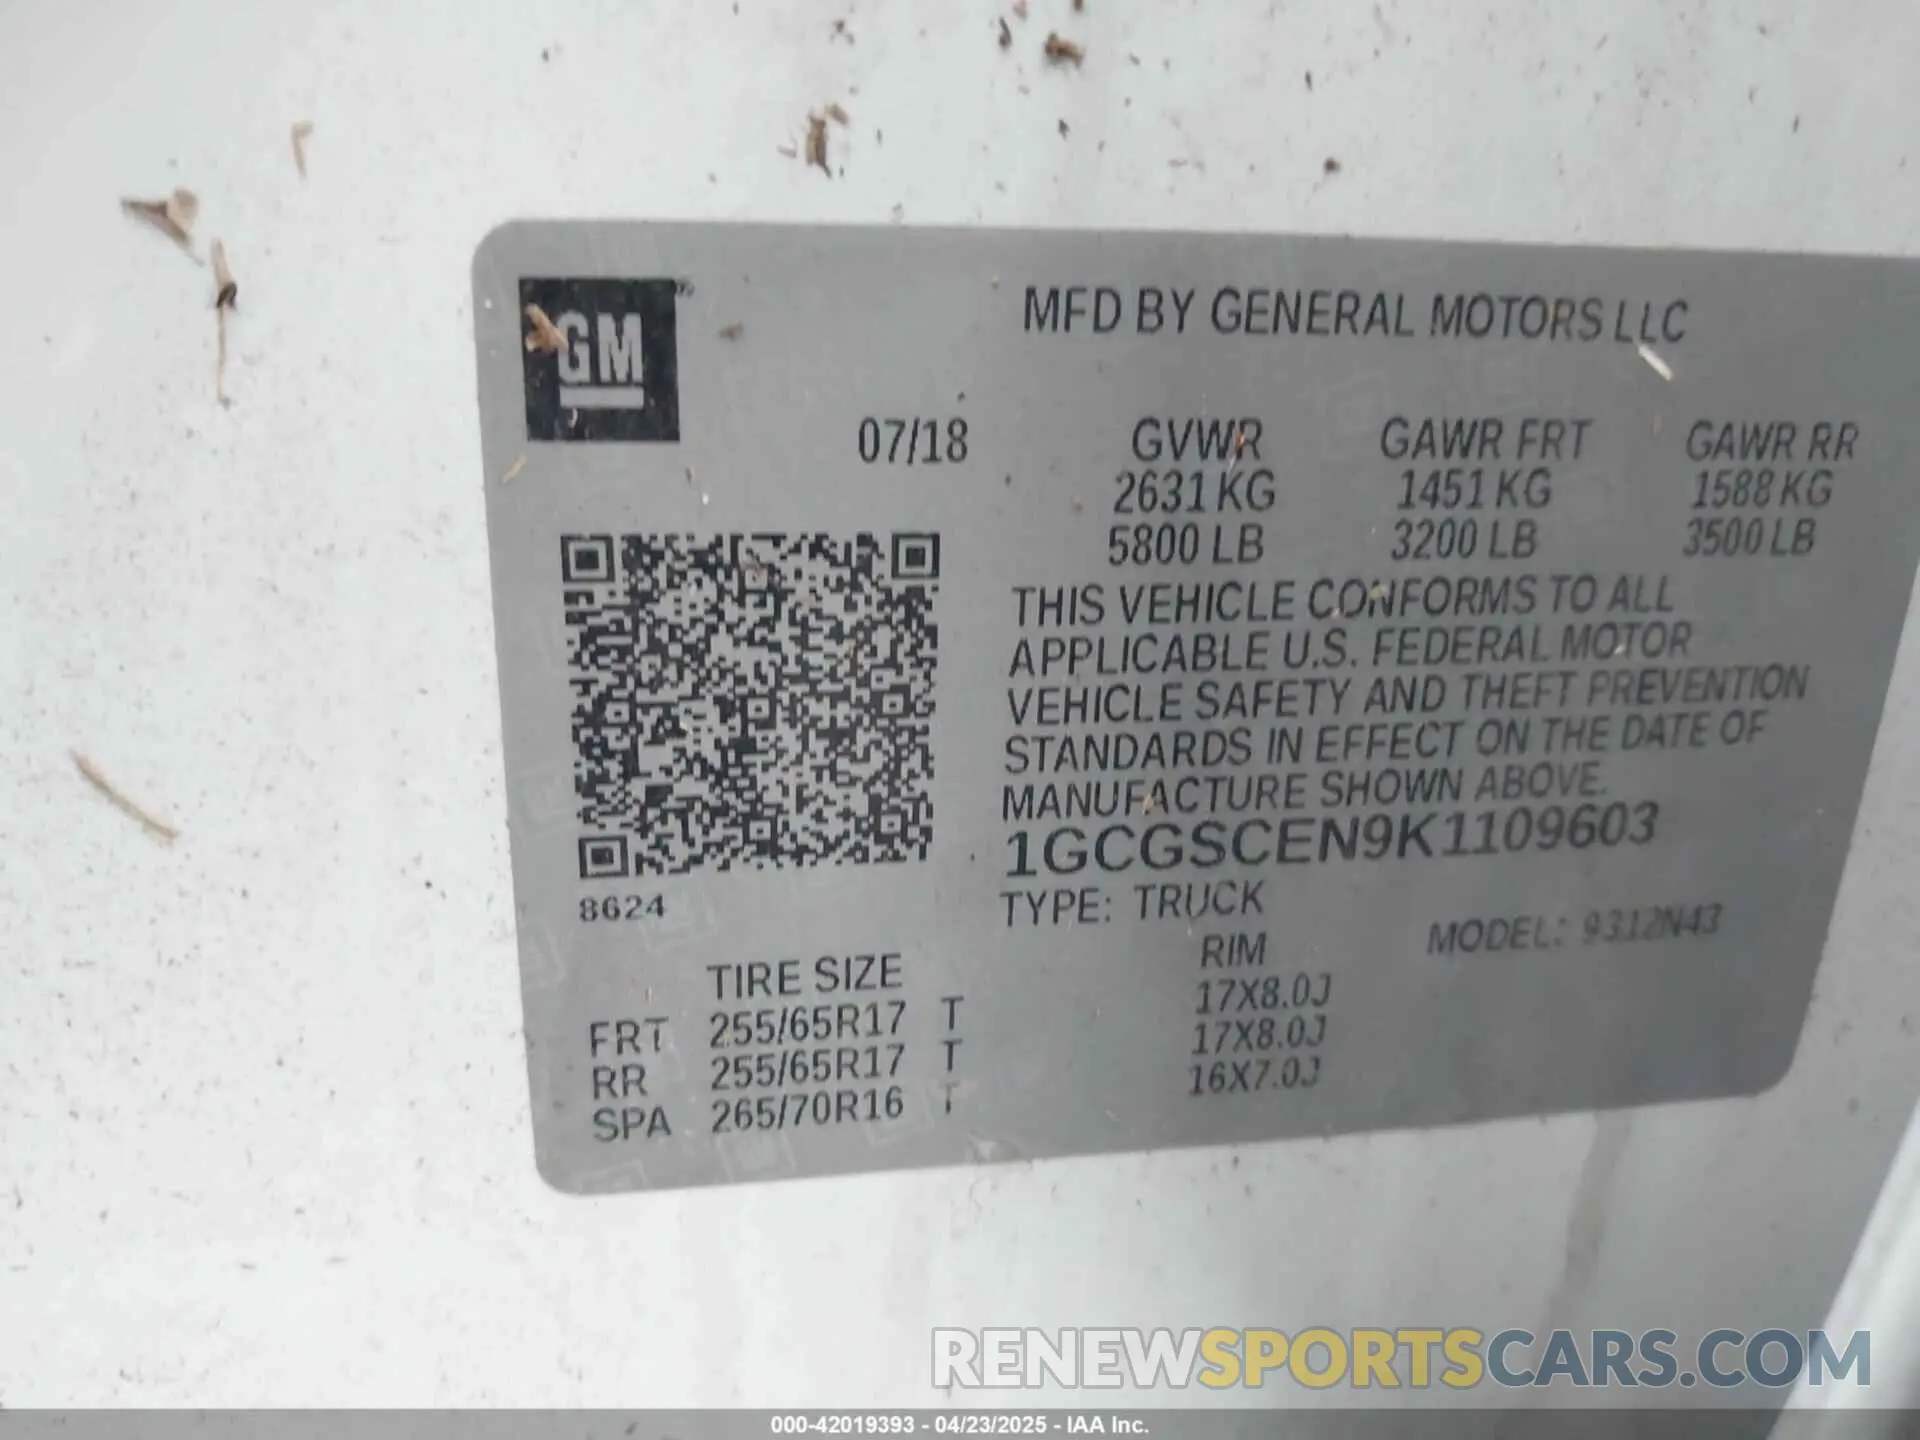 GM
MFD BY GENERAL MOTORS LLC
07/18 GVWR GAWR FRT GAWR RR
2631 KG 1451 KG 1588 KG
5800 LB 3200 LB 3500 LB
THIS VEHICLE CONFORMS TO ALL
APPLICABLE U.S. FEDERAL MOTOR
VEHICLE SAFETY AND THEFT PREVENTION
STANDARDS IN EFFECT ON THE DATE OF
MANUFACTURE SHOWN ABOVE.
1GCGSCEN9K1109603
8624
TYPE: TRUCK
MODEL: 9312N43
TIRE SIZE RIM
FRT 255/65R17 T 17X8.0J
RR 255/65R17 T 17X8.0J
SPA 265/70R16 T 16X7.0J
RENEWSPORTSCARS.COM
000-42019393 - 04/23/2025 - IAA Inc.